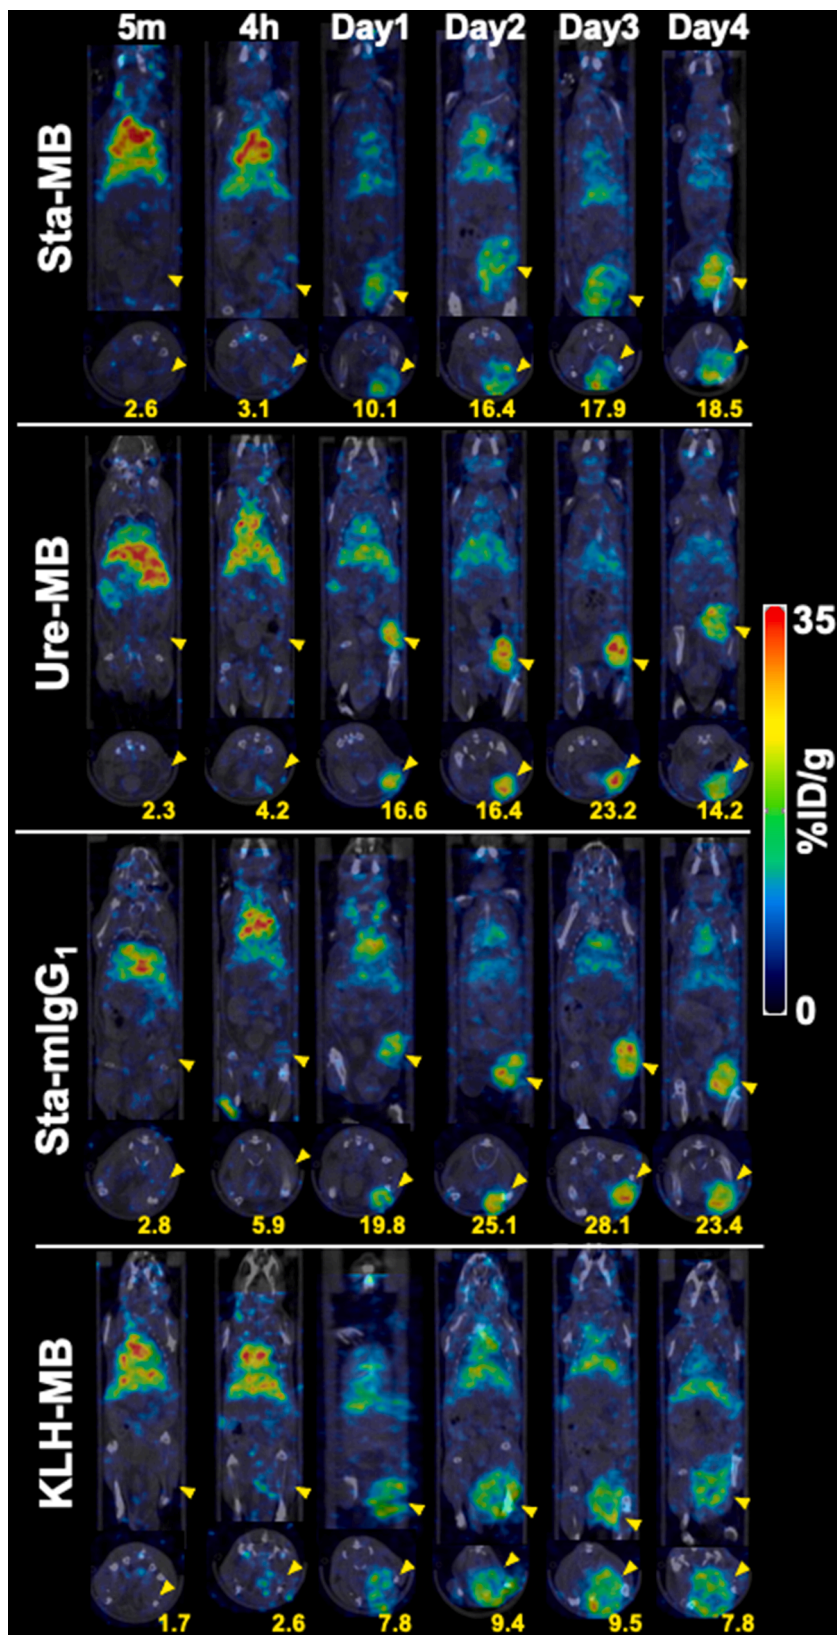 5m 4h Day1 Day2 Day3 Day4
Sta-MB
2.6 3.1 10.1 16.4 17.9 18.5
Ure-MB
2.3 4.2 16.6 16.4 23.2 14.2
35
%ID/g
0
Sta-mIgG₁
2.8 5.9 19.8 25.1 28.1 23.4
KLH-MB
1.7 2.6 7.8 9.4 9.5 7.8